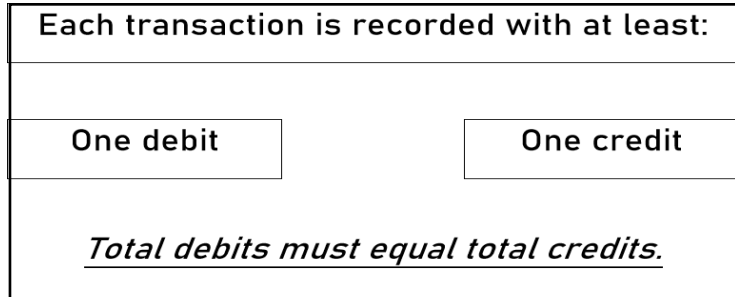 Each transaction is recorded with at least:
One debit
One credit
Total debits must equal total credits.